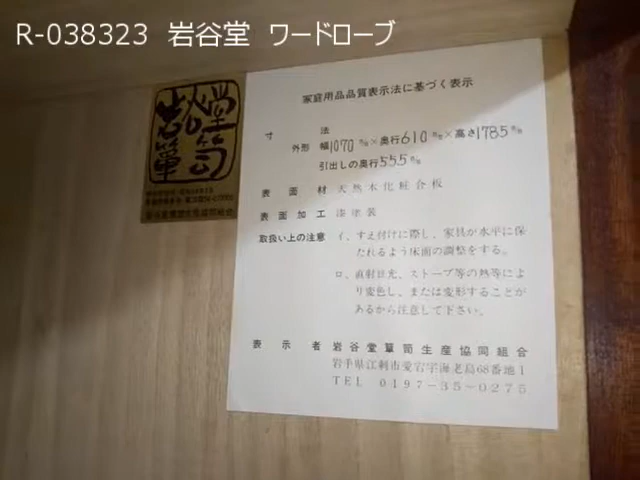 R-038323 岩谷堂 ワードローブ
岩谷堂
簞笥
家庭用品品質表示法に基づく表示
寸 法
外形 幅1070m/m×奥行610m/m×高さ1785m/m
引出しの奥行555m/m
表面材 天然木化粧合板
表面加工 漆塗装
取扱い上の注意 イ、すえ付けに際し、家具が水平に保
たれるよう床面の調整をする。
ロ、直射日光、ストーブ等の熱等によ
り変色し、または変形することが
あるから注意して下さい。
表示者 岩谷堂簞笥生産協同組合
岩手県江刺市愛宕字海老島68番地1
TEL 0197-35-0275